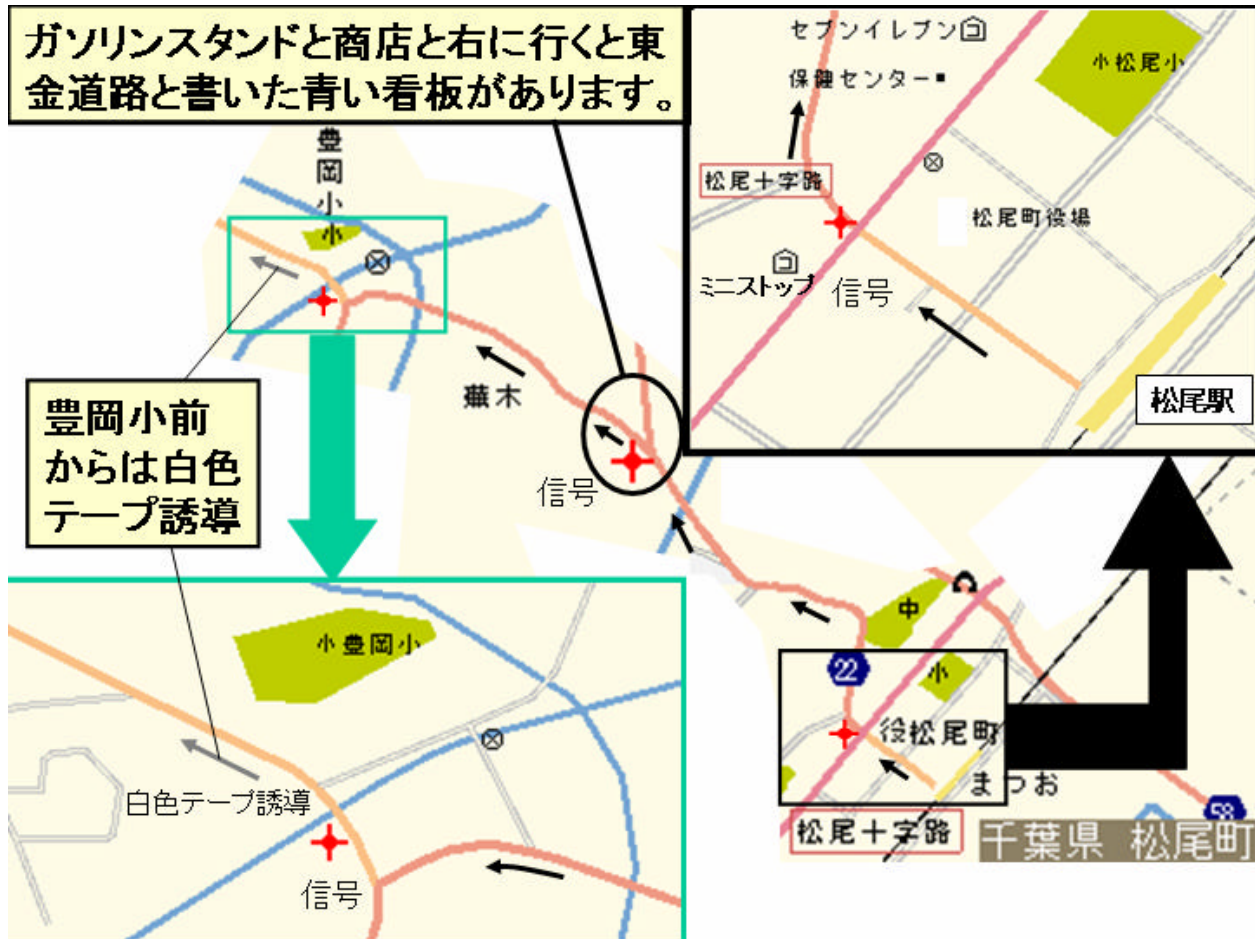 ガソリンスタンドと商店と右に行くと東
金道路と書いた青い看板があります。
セブンイレブン
保健センター
小松尾小
松尾十字路
松尾町役場
ミニストップ
信号
松尾駅
豊岡小
小
蕪木
信号
豊岡小前
からは白色
テープ誘導
中
22
小
役松尾町
まつお
58
松尾十字路
千葉県 松尾町
小豊岡小
白色テープ誘導
信号